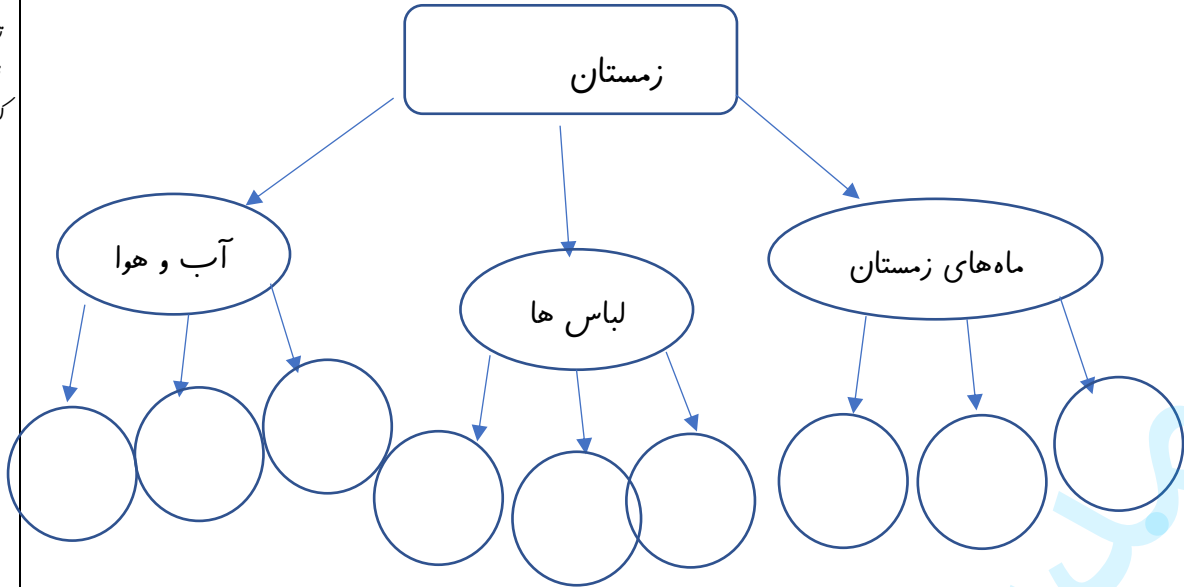 زمستان
ماه‌های زمستان
لباس ها
آب و هوا